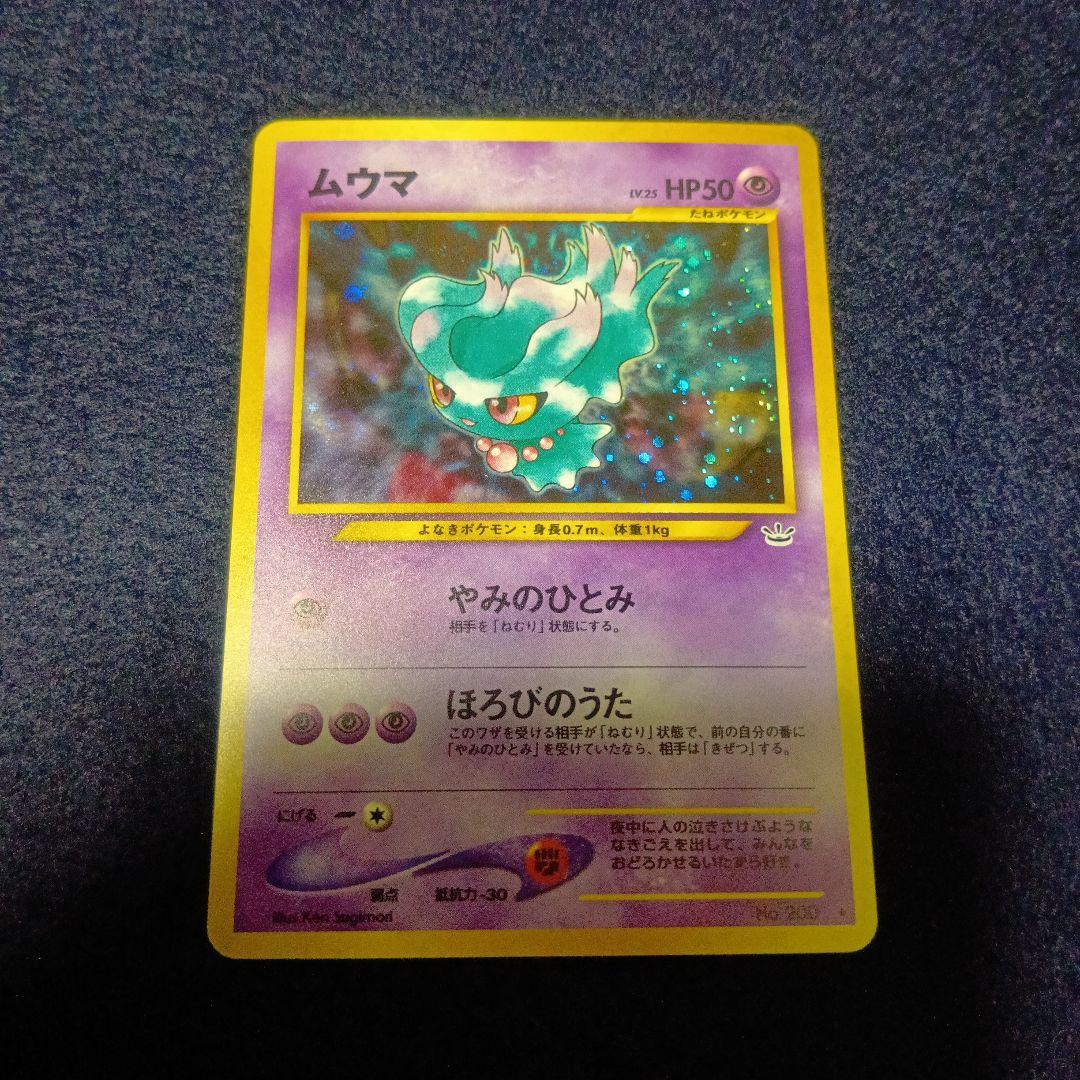 ムウマ
LV.25 HP50
たねポケモン
よなきポケモン：身長0.7m、体重1kg
やみのひとみ
相手を「ねむり」状態にする。
ほろびのうた
このワザを受ける相手が「ねむり」状態で、前の自分の番に
「やみのひとみ」を受けていたなら、相手は「きぜつ」する。
にげる
弱点 抵抗力 -30
夜中に人の泣きさけぶような
なきごえを出して、みんなを
おどろかせるいたずら好き。
illus. Ken Sugimori
No. 200